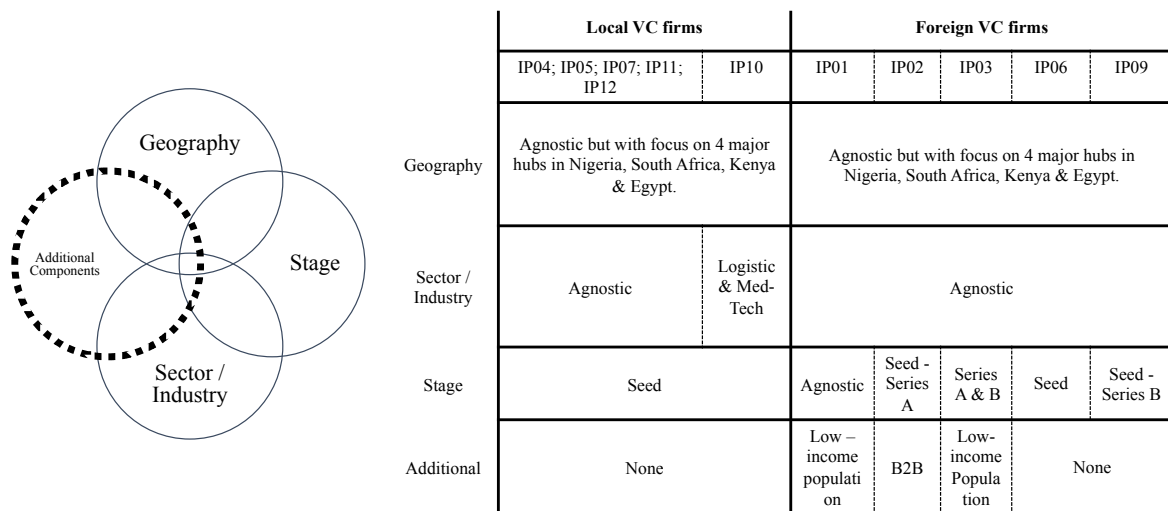 Geography
Additional
Components
Stage
Sector /
Industry
Local VC firms
Foreign VC firms
IP04; IP05; IP07; IP11;
IP12
IP10
IP01
IP02
IP03
IP06
IP09
Geography
Agnostic but with focus on 4 major
hubs in Nigeria, South Africa, Kenya
& Egypt.
Agnostic but with focus on 4 major hubs in
Nigeria, South Africa, Kenya & Egypt.
Sector /
Industry
Agnostic
Logistic
& Med-
Tech
Agnostic
Stage
Seed
Agnostic
Seed -
Series
A
Series
A & B
Seed
Seed -
Series B
Additional
None
Low –
income
populati
on
B2B
Low-
income
Popula
tion
None